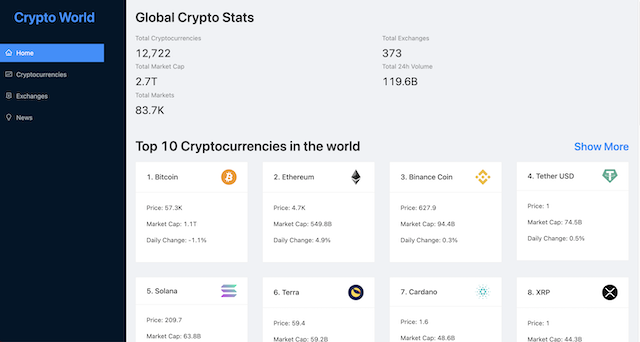 Crypto World
Home
Cryptocurrencies
Exchanges
News
Global Crypto Stats
Total Cryptocurrencies
12,722
Total Exchanges
373
Total Market Cap
2.7T
Total 24h Volume
119.6B
Total Markets
83.7K
Top 10 Cryptocurrencies in the world
Show More
1. Bitcoin
Price: 57.3K
Market Cap: 1.1T
Daily Change: -1.1%
2. Ethereum
Price: 4.7K
Market Cap: 549.8B
Daily Change: 4.9%
3. Binance Coin
Price: 627.9
Market Cap: 94.4B
Daily Change: 0.3%
4. Tether USD
Price: 1
Market Cap: 74.5B
Daily Change: 0.5%
5. Solana
Price: 209.7
Market Cap: 63.8B
6. Terra
Price: 59.4
Market Cap: 59.2B
7. Cardano
Price: 1.6
Market Cap: 48.6B
8. XRP
Price: 1
Market Cap: 44.3B